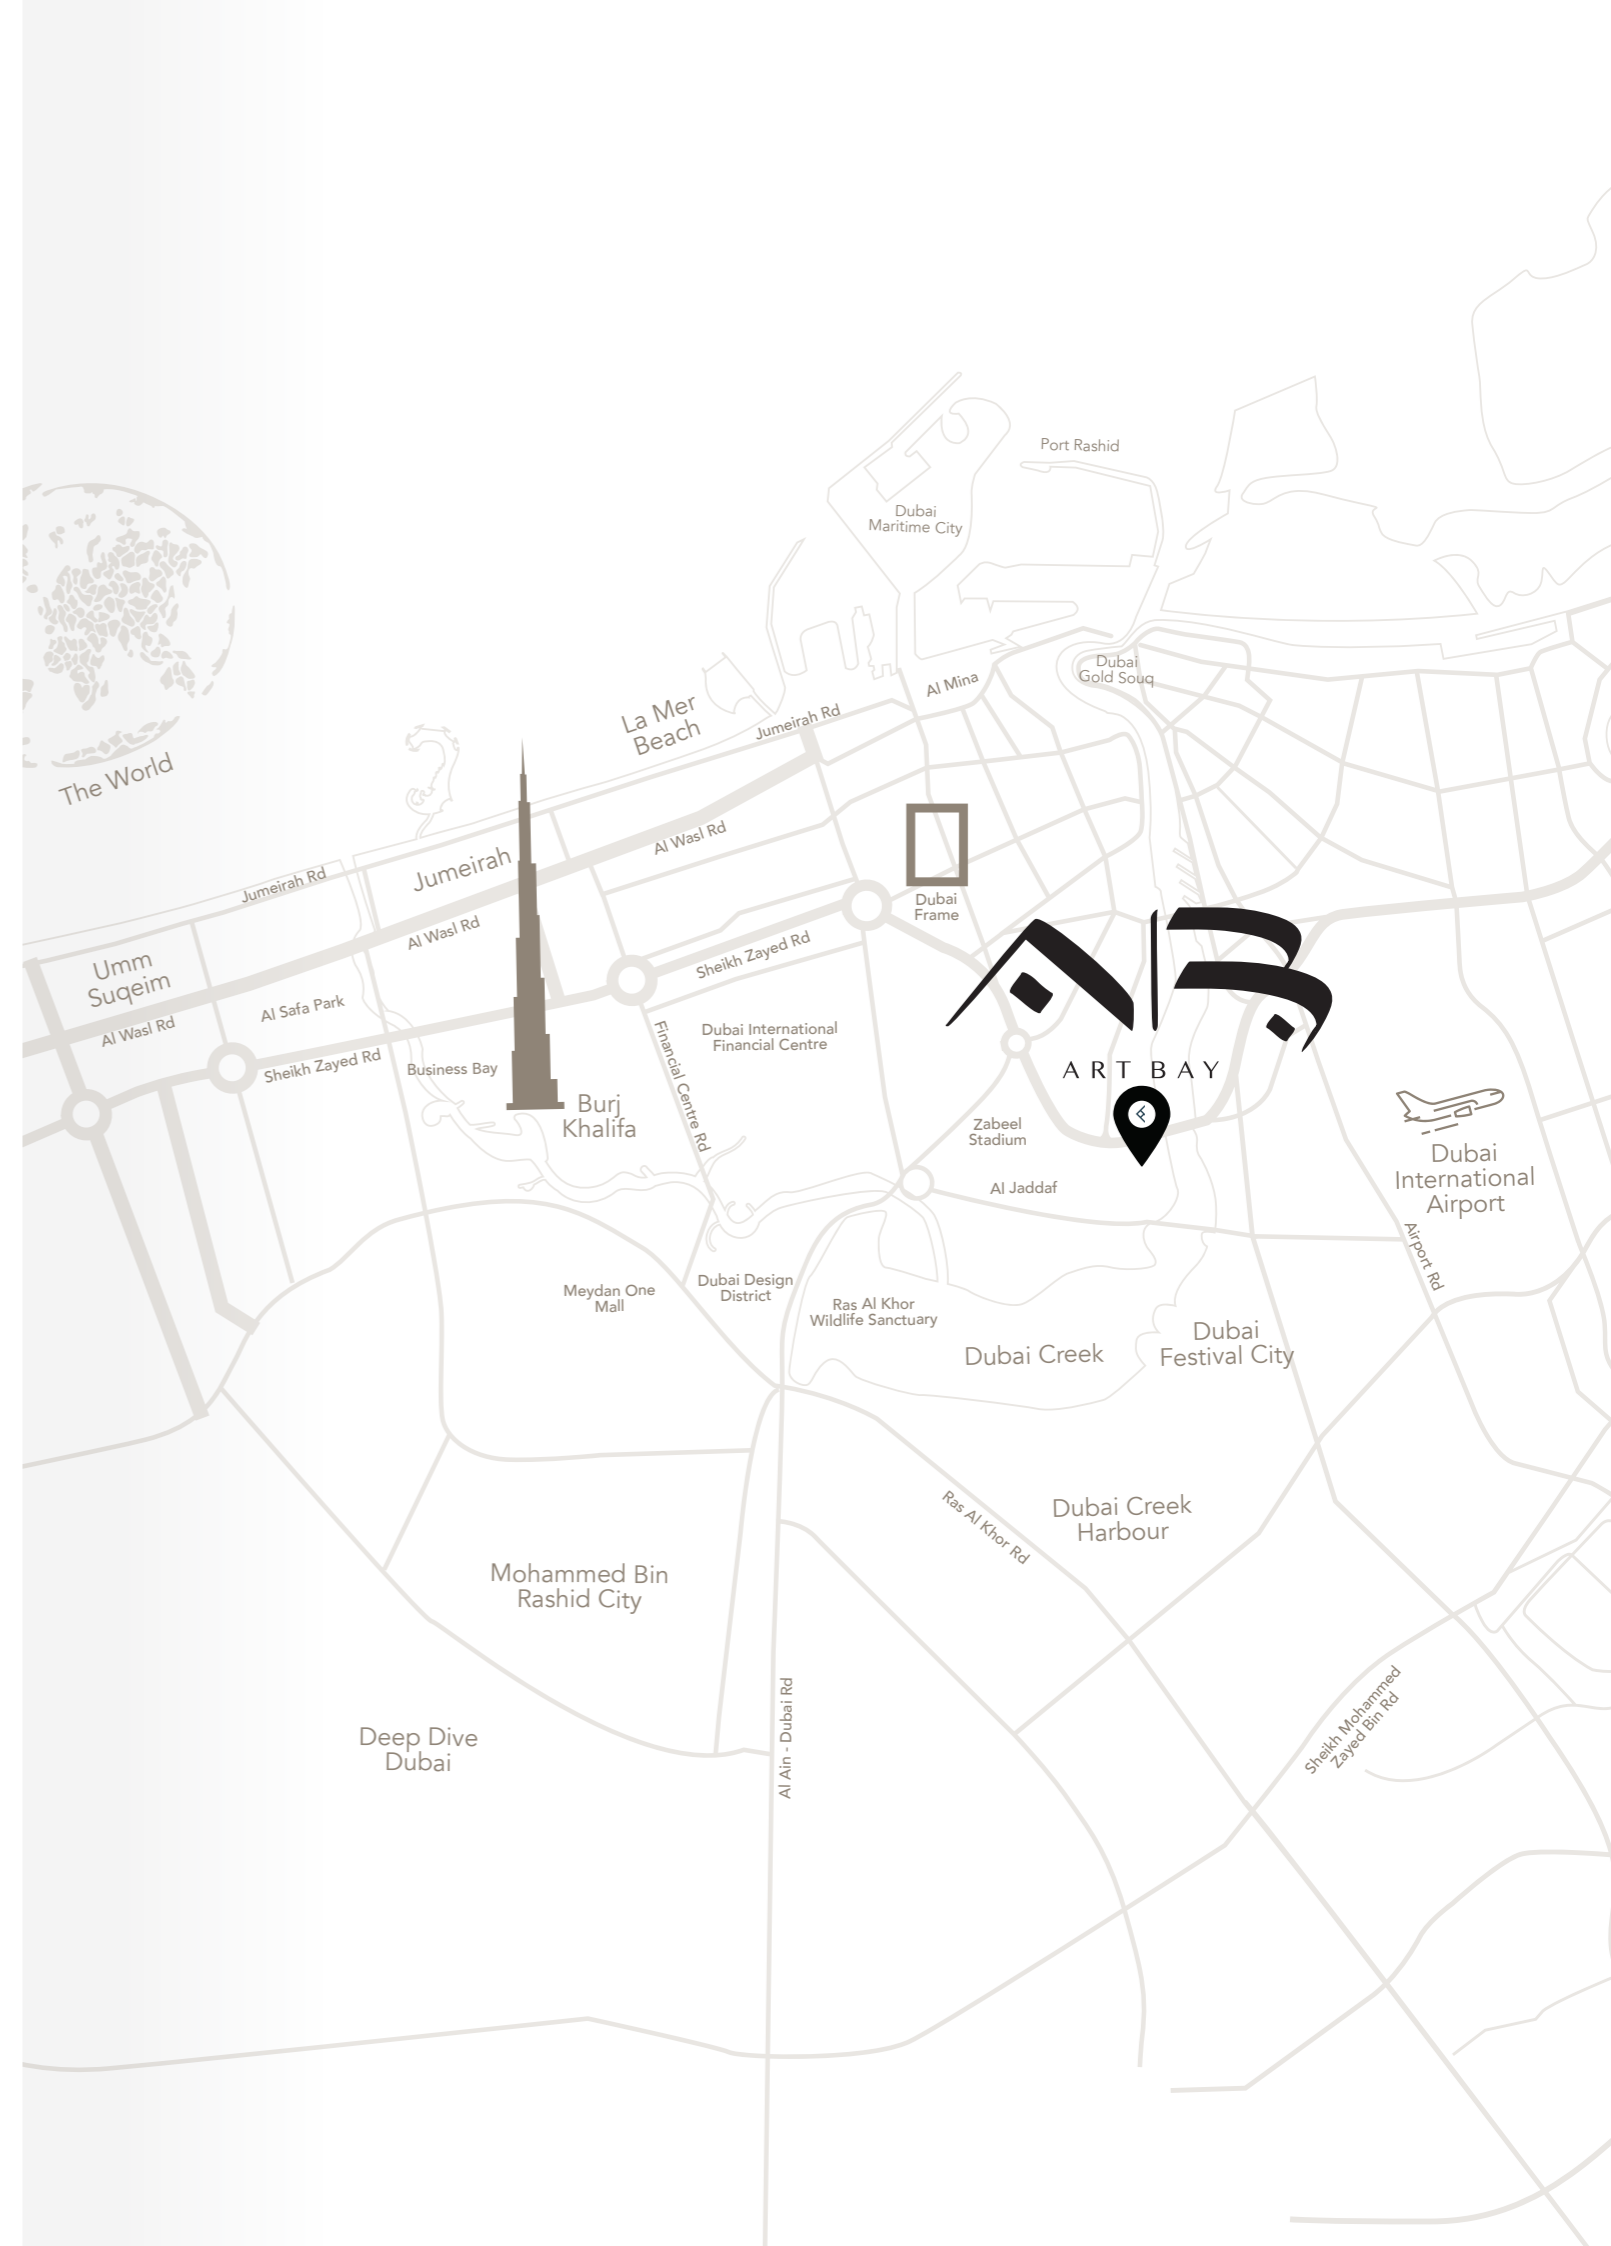 Port Rashid
Dubai
Maritime City
Dubai
Gold Souq
Al Mina
La Mer
Beach
Jumeirah Rd
The World
Al Wasl Rd
Jumeirah
Jumeirah Rd
Dubai
Frame
Al Wasl Rd
Sheikh Zayed Rd
Umm
Suqeim
Al Safa Park
Al Wasl Rd
Sheikh Zayed Rd
Business Bay
Dubai International
Financial Centre
Financial Centre Rd
ART BAY
Burj
Khalifa
Zabeel
Stadium
Al Jaddaf
Dubai
International
Airport
Airport Rd
Meydan One
Mall
Dubai Design
District
Ras Al Khor
Wildlife Sanctuary
Dubai Creek
Dubai
Festival City
Ras Al Khor Rd
Dubai Creek
Harbour
Mohammed Bin
Rashid City
Sheikh Mohammed
Zayed Bin Rd
Al Ain - Dubai Rd
Deep Dive
Dubai